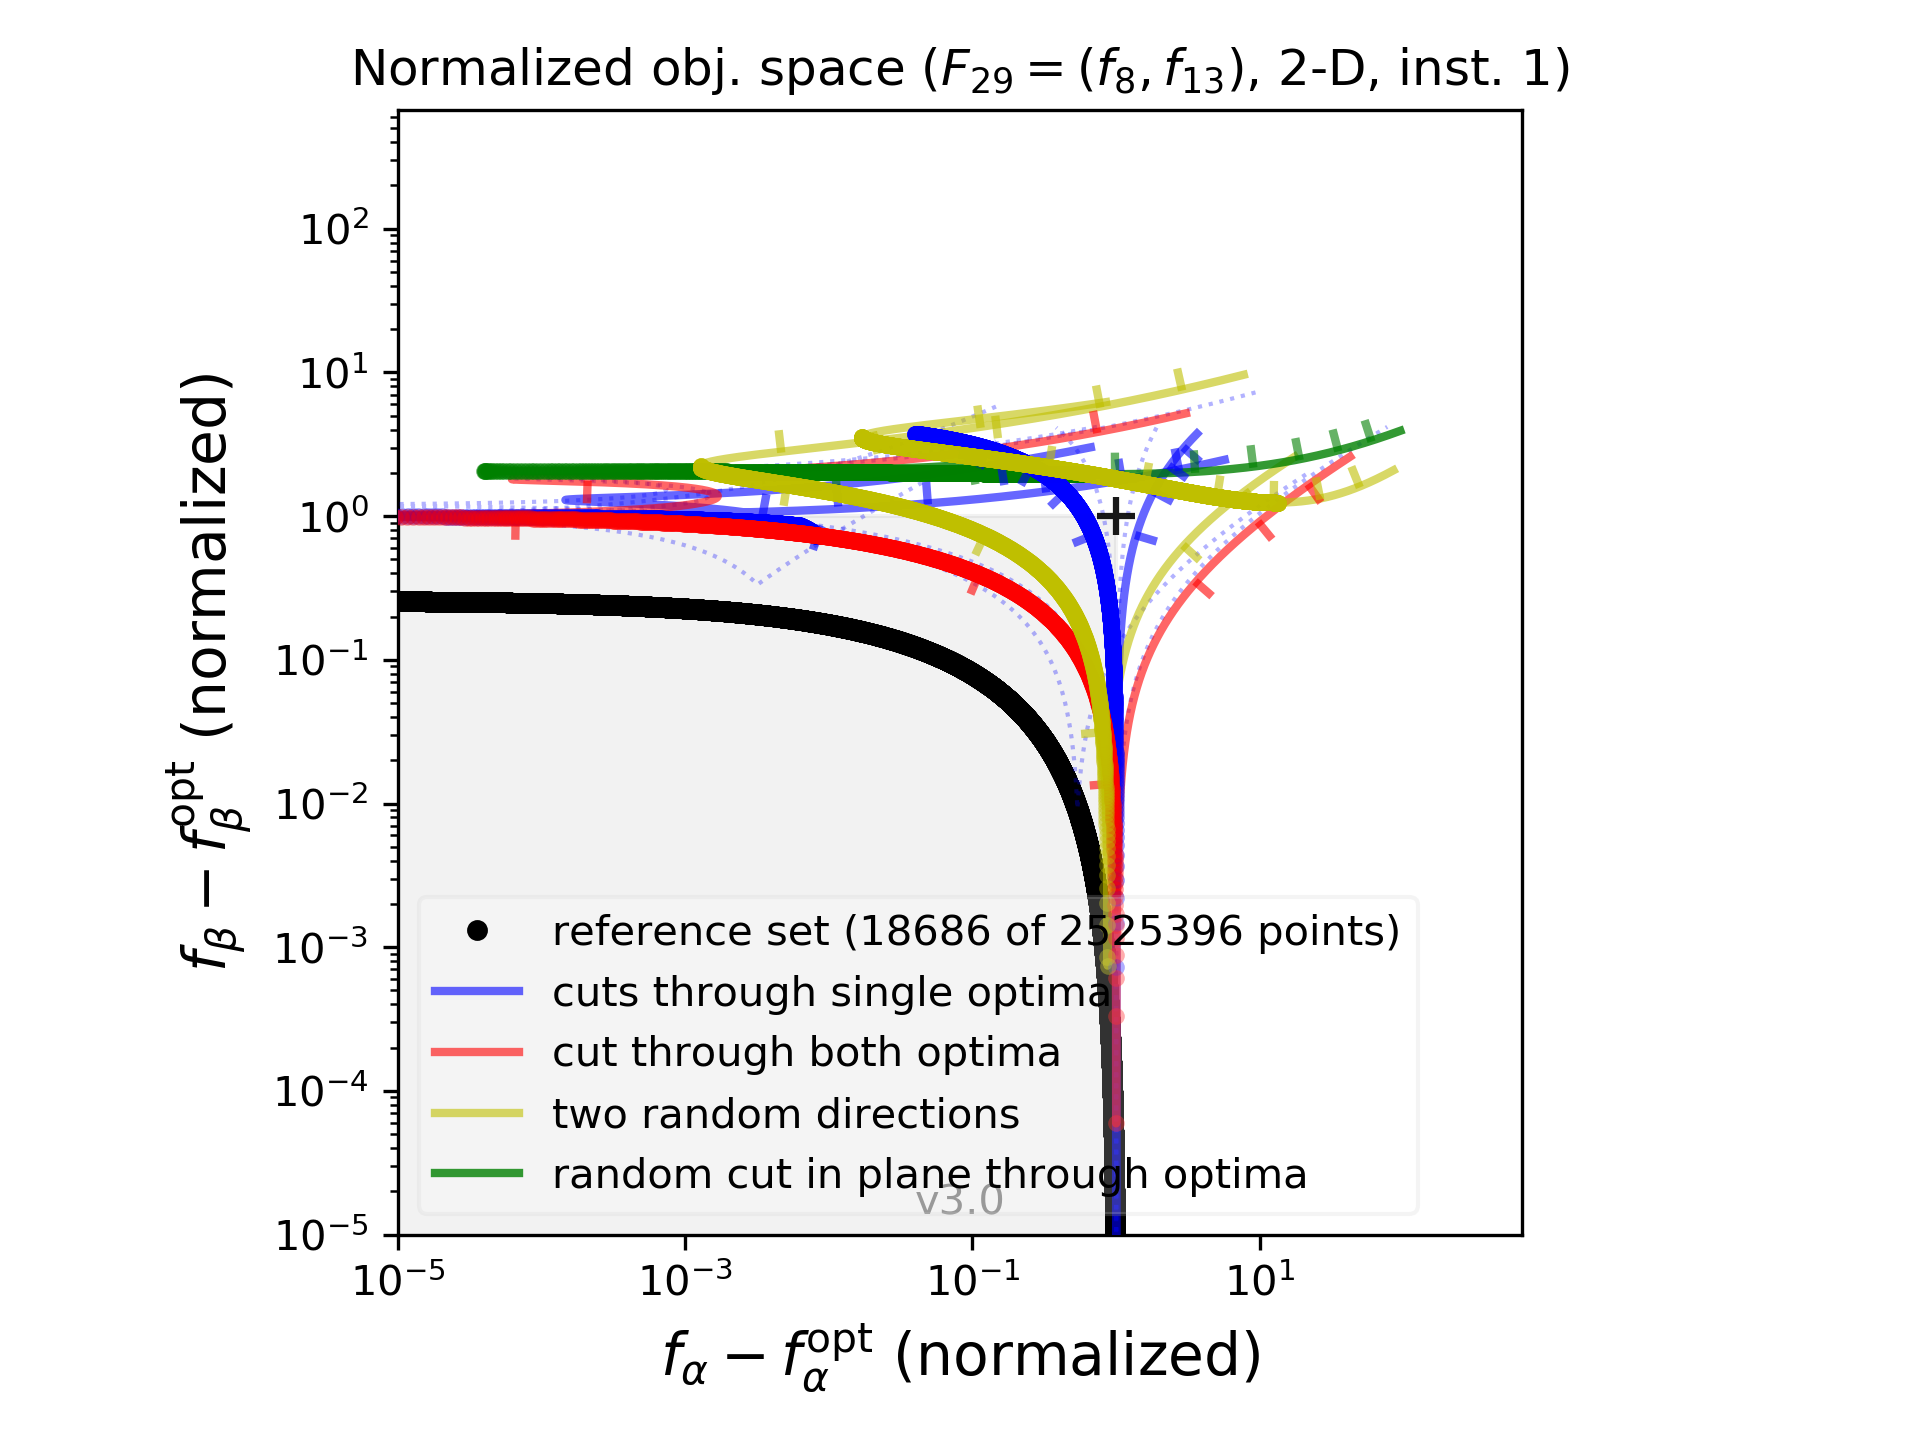 Normalized obj. space (F₂₉ = (f₈, f₁₃), 2-D, inst. 1)
f_β − f_β^opt (normalized)
10²
10¹
10⁰
10⁻¹
10⁻²
10⁻³
10⁻⁴
10⁻⁵
reference set (18686 of 2525396 points)
cuts through single optima
cut through both optima
two random directions
random cut in plane through optima
v3.0
10⁻⁵ 10⁻³ 10⁻¹ 10¹
f_α − f_α^opt (normalized)